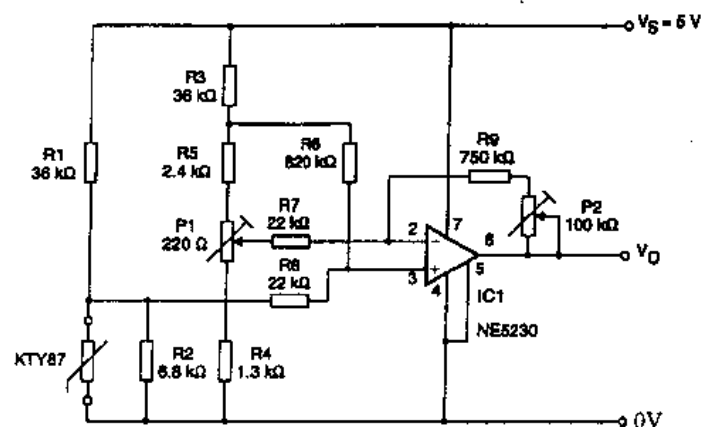 VS = 5 V
R3
36 kΩ
R1
36 kΩ
R5
2.4 kΩ
R6
820 kΩ
R9
750 kΩ
P1
220 Ω
R7
22 kΩ
P2
100 kΩ
2
7
6
VO
3
4
5
R8
22 kΩ
IC1
NE5230
KTY87
R2
6.8 kΩ
R4
1.3 kΩ
0V